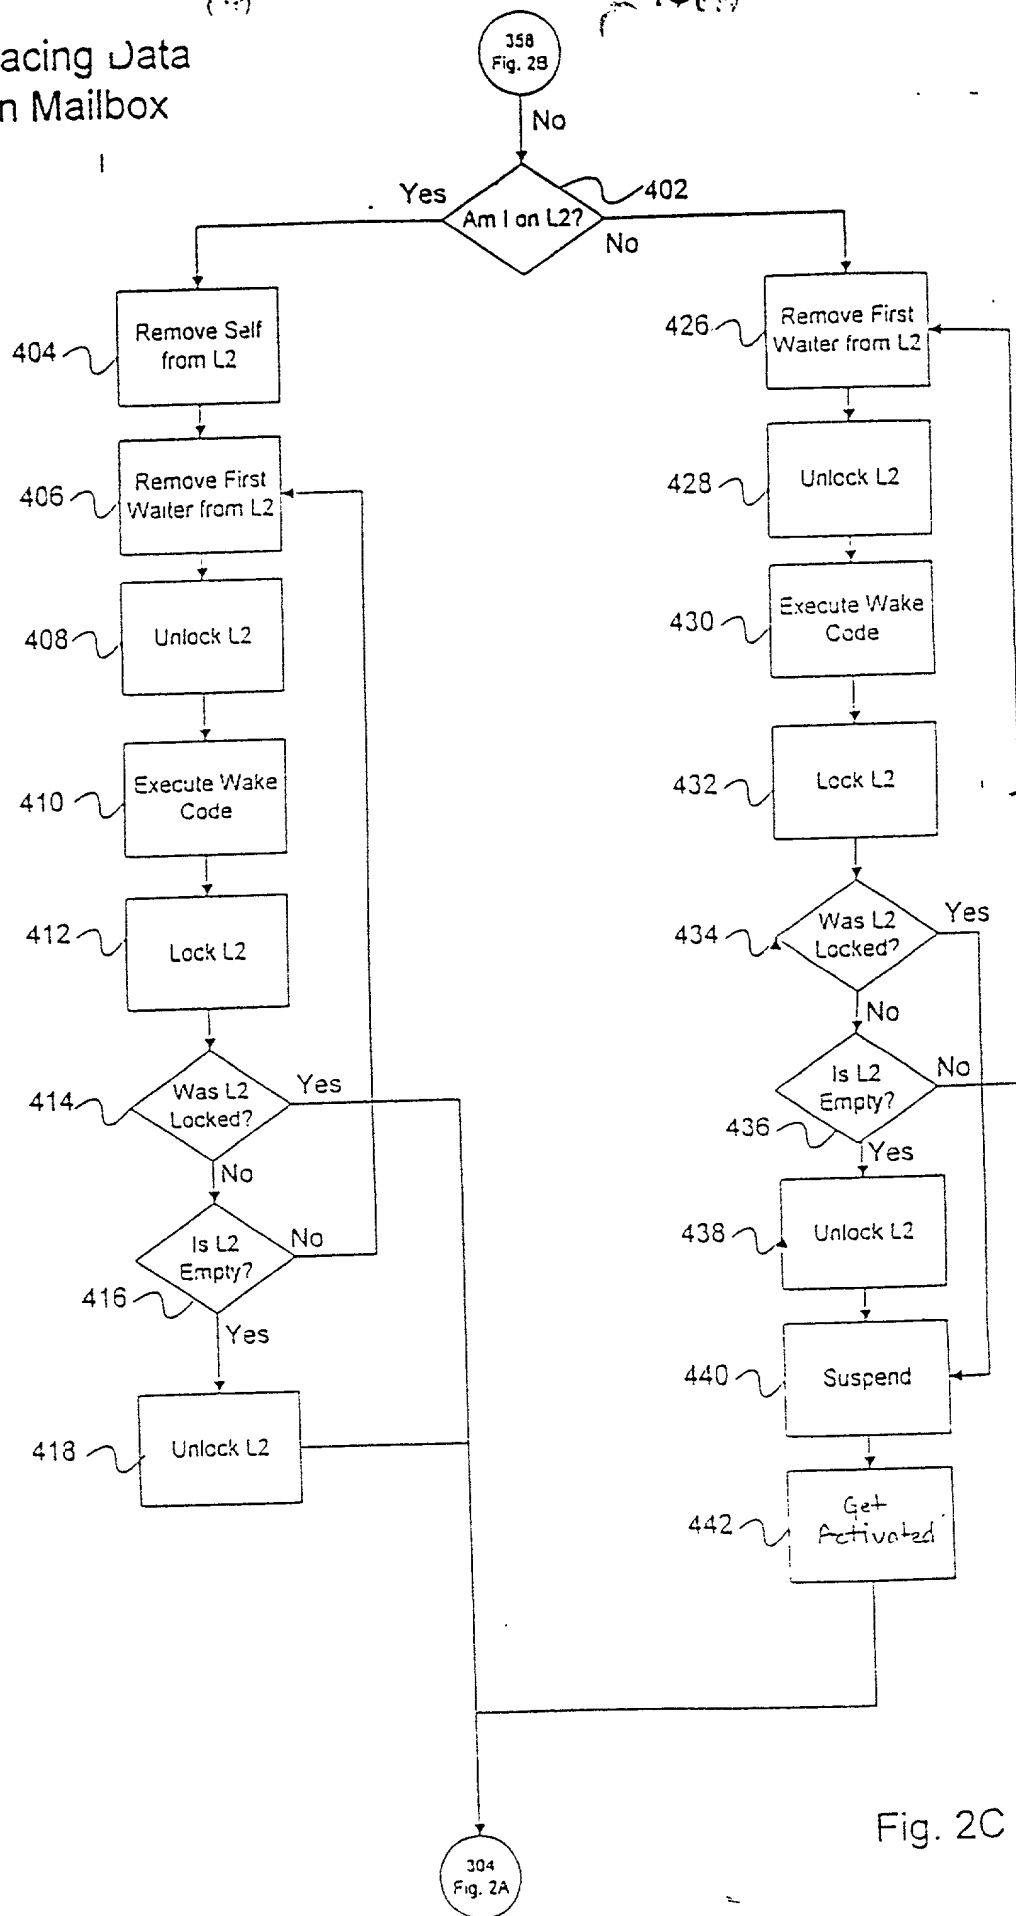 acing Data
n Mailbox
358
Fig. 2B
No
Yes
402
Am I on L2?
No
404
Remove Self
from L2
426
Remove First
Waiter from L2
406
Remove First
Waiter from L2
428
Unlock L2
408
Unlock L2
430
Execute Wake
Code
410
Execute Wake
Code
432
Lock L2
412
Lock L2
434
Was L2
Locked?
Yes
No
414
Was L2
Locked?
Yes
No
Is L2
Empty?
No
436
Yes
Is L2
Empty?
No
416
Yes
438
Unlock L2
440
Suspend
418
Unlock L2
442
Get
Activated
Fig. 2C
304
Fig. 2A